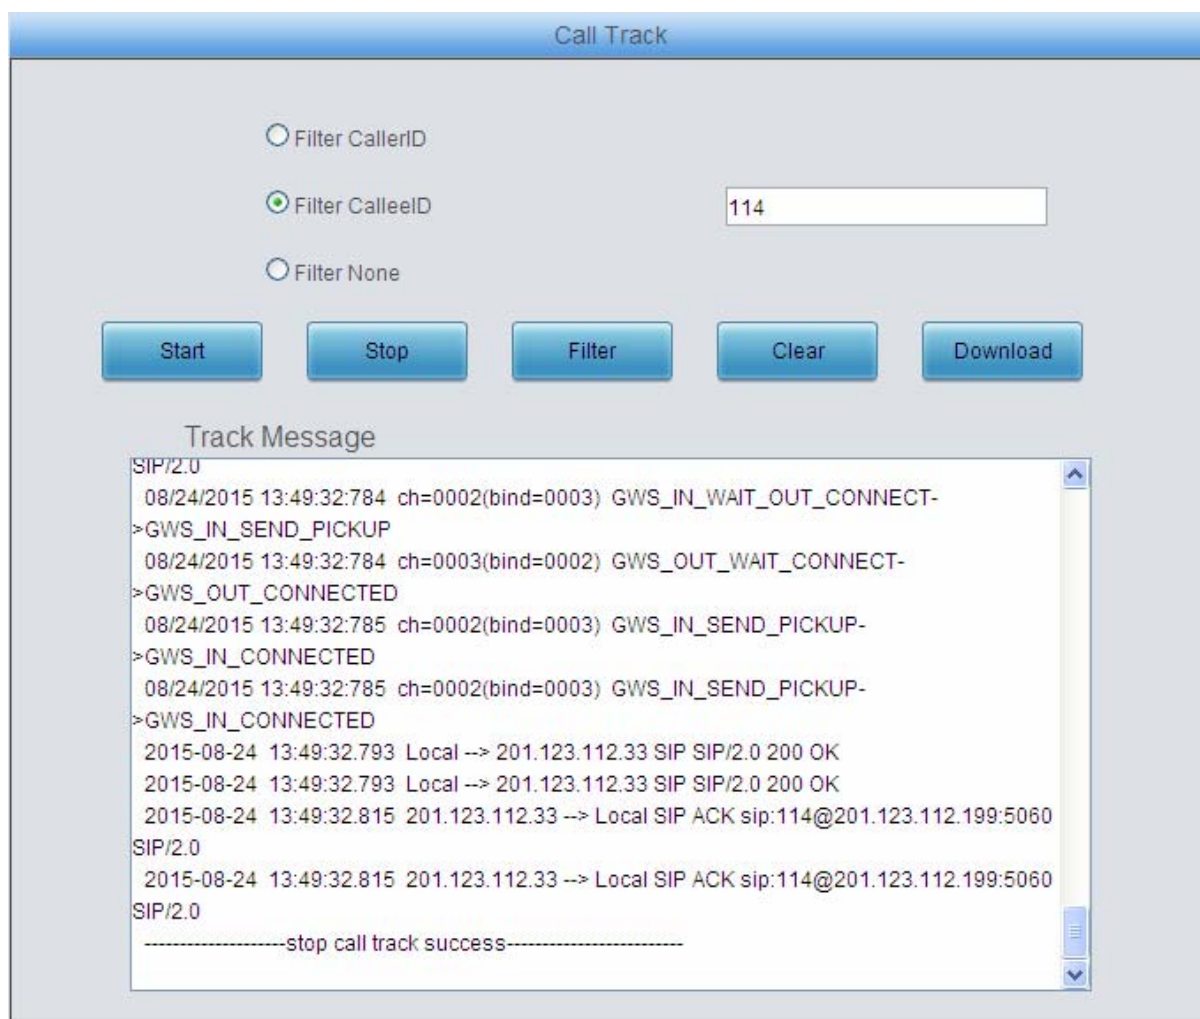 Call Track
Filter CallerID
Filter CalleeID
114
Filter None
Start Stop Filter Clear Download
Track Message
SIP/2.0
08/24/2015 13:49:32:784 ch=0002(bind=0003) GWS_IN_WAIT_OUT_CONNECT-
>GWS_IN_SEND_PICKUP
08/24/2015 13:49:32:784 ch=0003(bind=0002) GWS_OUT_WAIT_CONNECT-
>GWS_OUT_CONNECTED
08/24/2015 13:49:32:785 ch=0002(bind=0003) GWS_IN_SEND_PICKUP-
>GWS_IN_CONNECTED
08/24/2015 13:49:32:785 ch=0002(bind=0003) GWS_IN_SEND_PICKUP-
>GWS_IN_CONNECTED
2015-08-24 13:49:32.793 Local --> 201.123.112.33 SIP SIP/2.0 200 OK
2015-08-24 13:49:32.793 Local --> 201.123.112.33 SIP SIP/2.0 200 OK
2015-08-24 13:49:32.815 201.123.112.33 --> Local SIP ACK sip:114@201.123.112.199:5060
SIP/2.0
2015-08-24 13:49:32.815 201.123.112.33 --> Local SIP ACK sip:114@201.123.112.199:5060
SIP/2.0
--------------------stop call track success-------------------------